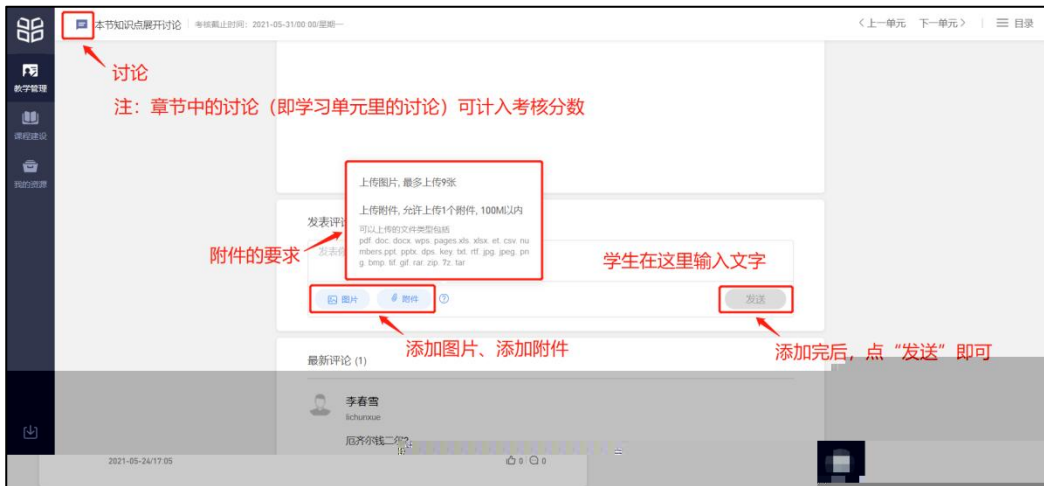 本节知识点展开讨论 考核截止时间：2021-05-31/00:00/星期一
〈上一单元 下一单元〉 目录
讨论
教学管理
注：章节中的讨论（即学习单元里的讨论）可计入考核分数
课程建设
我的资源
上传图片, 最多上传9张
上传附件, 允许上传1个附件, 100M以内
发表评
可以上传的文件类型包括
pdf doc. docx. wps. pages.xls. xlsx. et. csv. nu
mbers.ppt. pptx. dps. key. txt. rtf. jpg. jpeg. pn
g. bmp. tif. gif. rar. zip. 7z. tar
附件的要求
学生在这里输入文字
图片 附件 发送
添加图片、添加附件
添加完后，点“发送”即可
最新评论 (1)
李春雪
lichunxue
2021-05-24/17:05 0 0